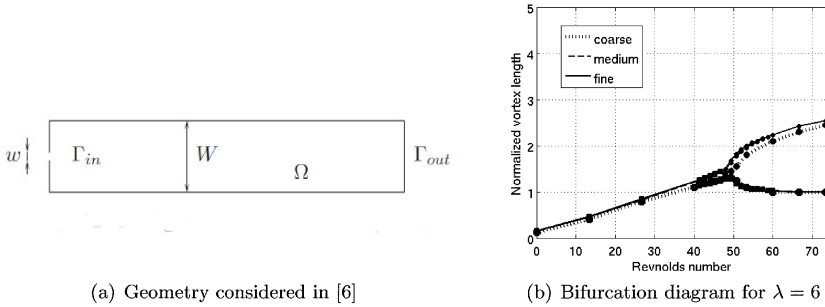 w
Γin
W
Ω
Γout
(a) Geometry considered in [6]
Normalized vortex length
5
4
3
2
1
0
coarse
medium
fine
0 10 20 30 40 50 60 70
Reynolds number
(b) Bifurcation diagram for λ = 6